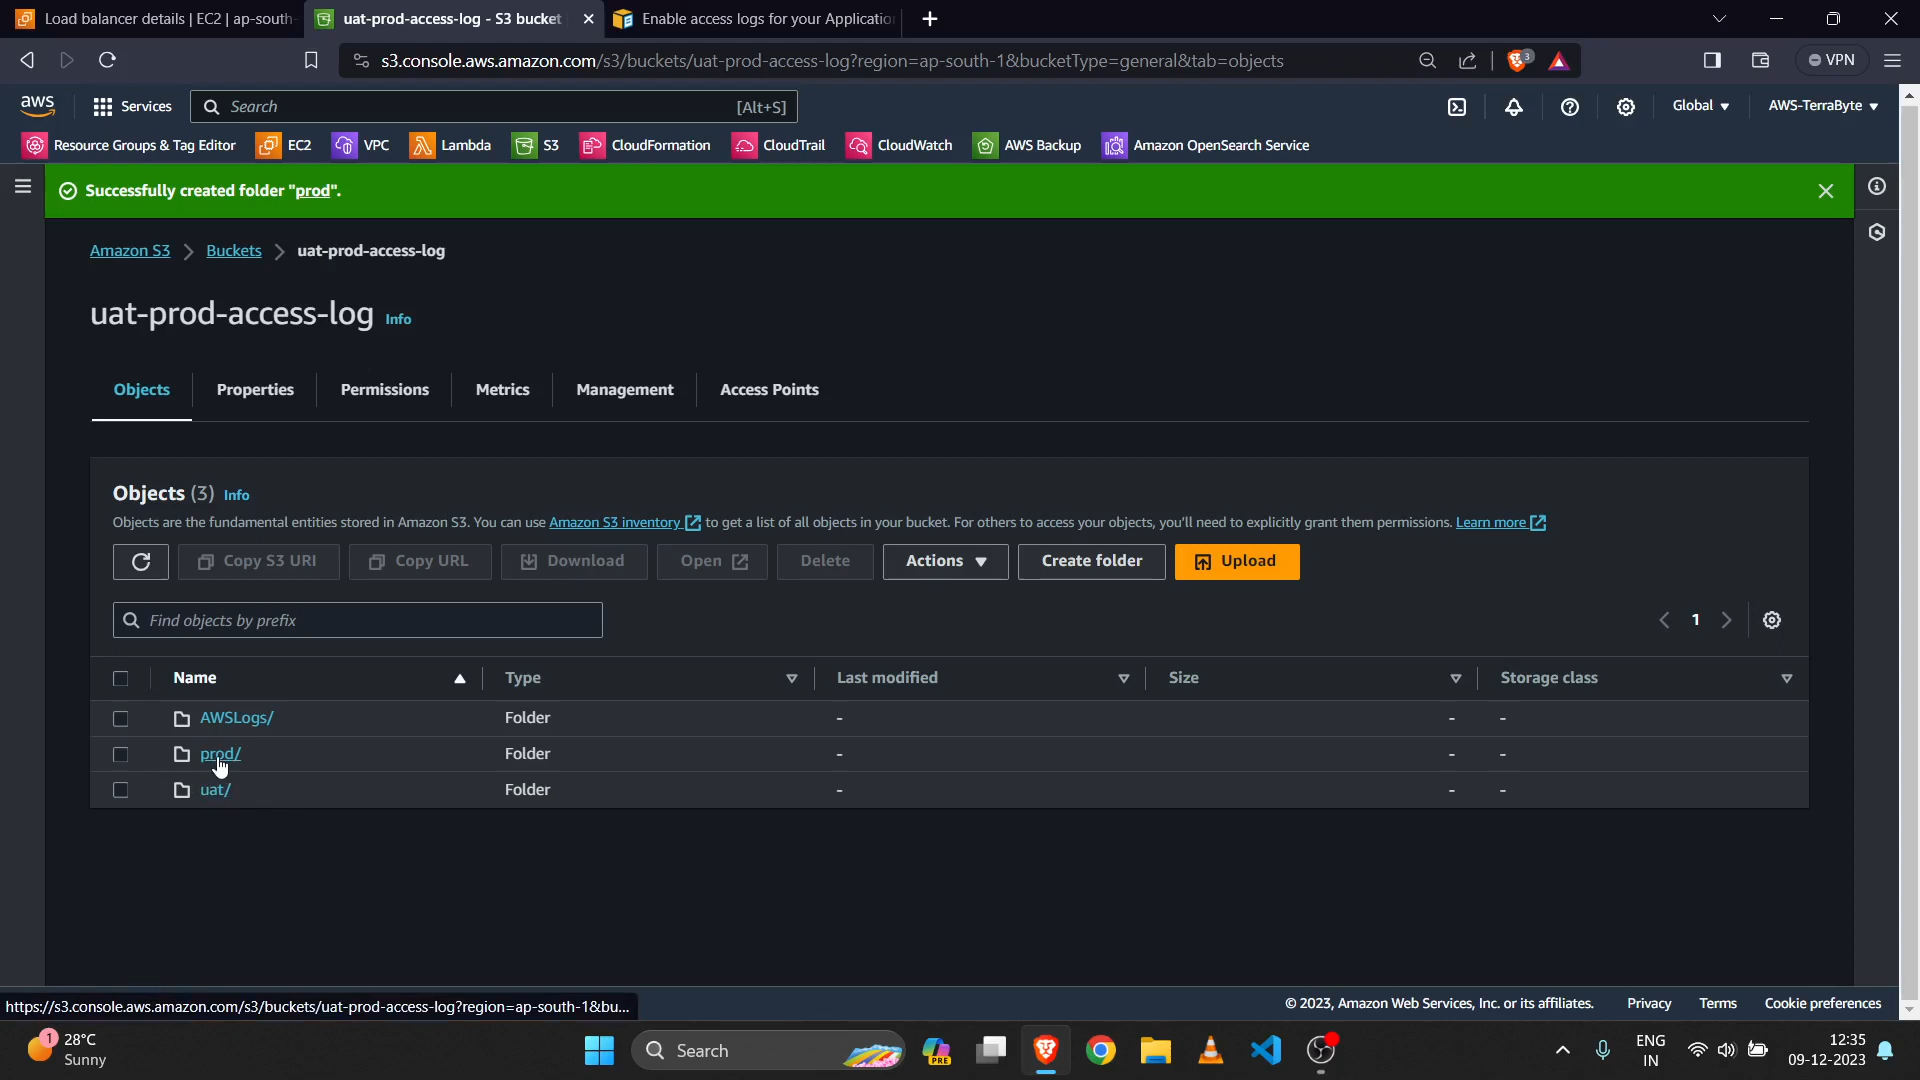 Load balancer details | EC2 | ap-south-
uat-prod-access-log - S3 bucket
Enable access logs for your Applicatio
s3.console.aws.amazon.com/s3/buckets/uat-prod-access-log?region=ap-south-1&bucketType=general&tab=objects
3
VPN
aws
Services
Search
[Alt+S]
Global
AWS-TerraByte
Resource Groups & Tag Editor
EC2
VPC
Lambda
S3
CloudFormation
CloudTrail
CloudWatch
AWS Backup
Amazon OpenSearch Service
Successfully created folder "prod".
Amazon S3
Buckets
uat-prod-access-log
uat-prod-access-log Info
Objects
Properties
Permissions
Metrics
Management
Access Points
Objects (3) Info
Objects are the fundamental entities stored in Amazon S3. You can use Amazon S3 inventory to get a list of all objects in your bucket. For others to access your objects, you'll need to explicitly grant them permissions. Learn more
Copy S3 URI
Copy URL
Download
Open
Delete
Actions
Create folder
Upload
Find objects by prefix
1
Name
Type
Last modified
Size
Storage class
AWSLogs/ Folder - - -
prod/ Folder - - -
uat/ Folder - - -
https://s3.console.aws.amazon.com/s3/buckets/uat-prod-access-log?region=ap-south-1&bu...
© 2023, Amazon Web Services, Inc. or its affiliates.
Privacy
Terms
Cookie preferences
1
28°C
Sunny
Search
PRE
ENG
IN
12:35
09-12-2023